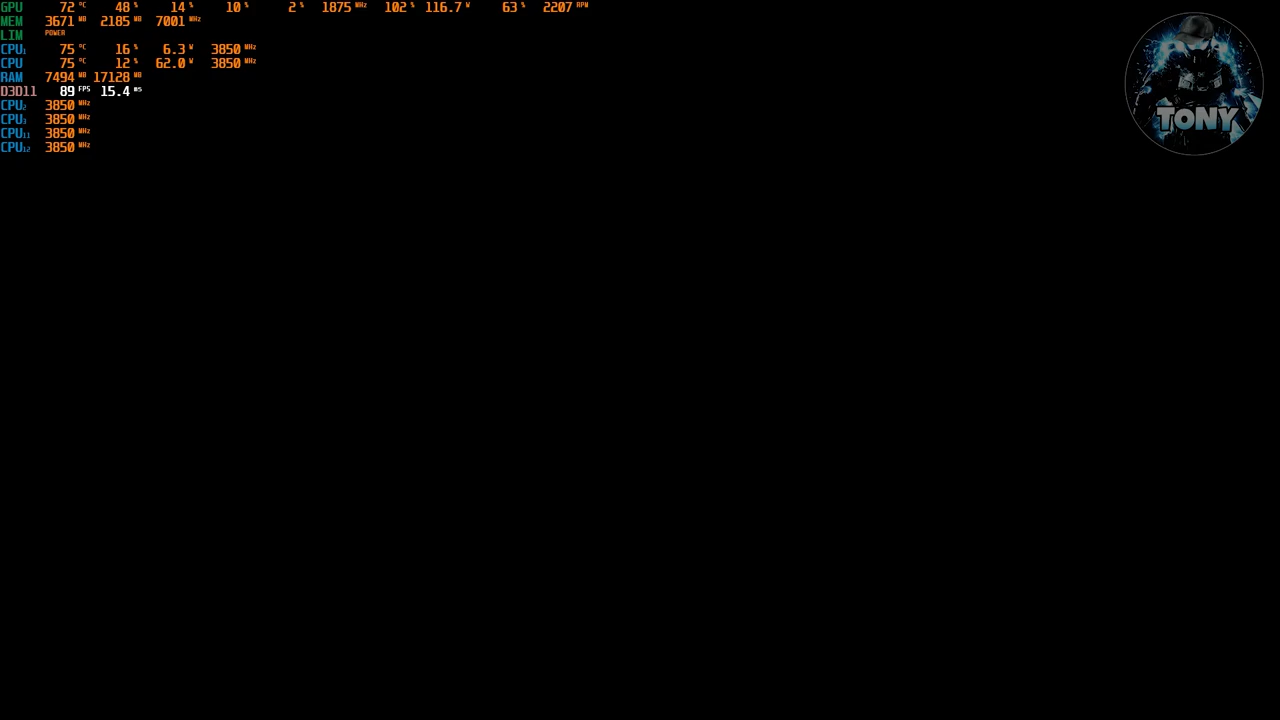 GPU 72 °C 48 % 14 % 10 % 2 % 1875 MHz 102 % 116.7 W 63 % 2207 RPM
MEM 3671 MB 2185 MB 7001 MHz
LIM POWER
CPU1 75 °C 16 % 6.3 W 3850 MHz
CPU 75 °C 12 % 62.0 W 3850 MHz
RAM 7494 MB 17128 MB
D3D11 89 FPS 15.4 ms
CPU2 3850 MHz
CPU3 3850 MHz
CPU11 3850 MHz
CPU12 3850 MHz
TONY